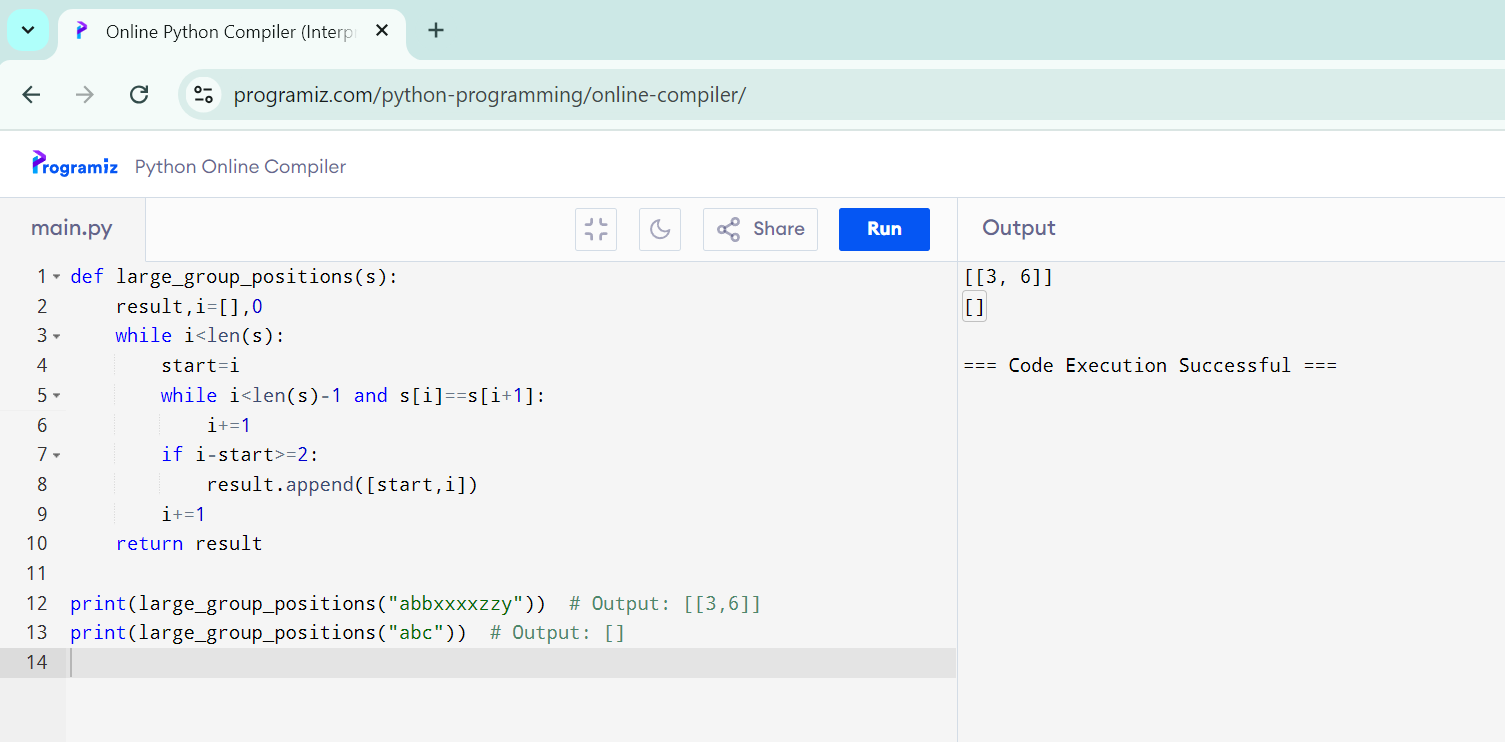 Online Python Compiler (Interp
programiz.com/python-programming/online-compiler/
Programiz Python Online Compiler
main.py
Share
Run
Output
1 def large_group_positions(s):
2     result,i=[],0
3     while i<len(s):
4         start=i
5         while i<len(s)-1 and s[i]==s[i+1]:
6             i+=1
7         if i-start>=2:
8             result.append([start,i])
9         i+=1
10     return result
11
12 print(large_group_positions("abbxxxxzzy"))  # Output: [[3,6]]
13 print(large_group_positions("abc"))  # Output: []
14
[[3, 6]]
[]
=== Code Execution Successful ===